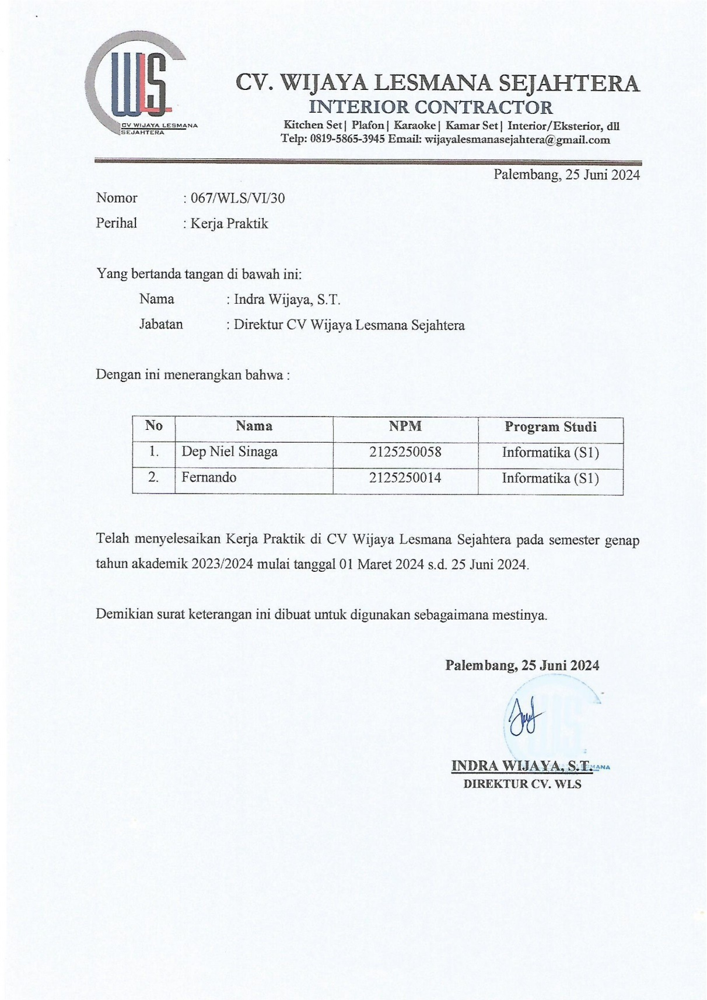 WLS
CV WIJAYA LESMANA
SEJAHTERA
CV. WIJAYA LESMANA SEJAHTERA
INTERIOR CONTRACTOR
Kitchen Set| Plafon| Karaoke| Kamar Set| Interior/Eksterior, dll
Telp: 0819-5865-3945 Email: wijayalesmanasejahtera@gmail.com
Palembang, 25 Juni 2024
Nomor : 067/WLS/VI/30
Perihal : Kerja Praktik
Yang bertanda tangan di bawah ini:
Nama : Indra Wijaya, S.T.
Jabatan : Direktur CV Wijaya Lesmana Sejahtera
Dengan ini menerangkan bahwa :
No Nama NPM Program Studi
1. Dep Niel Sinaga 2125250058 Informatika (S1)
2. Fernando 2125250014 Informatika (S1)
Telah menyelesaikan Kerja Praktik di CV Wijaya Lesmana Sejahtera pada semester genap
tahun akademik 2023/2024 mulai tanggal 01 Maret 2024 s.d. 25 Juni 2024.
Demikian surat keterangan ini dibuat untuk digunakan sebagaimana mestinya.
Palembang, 25 Juni 2024
WLS
INDRA WIJAYA, S.T.
DIREKTUR CV. WLS